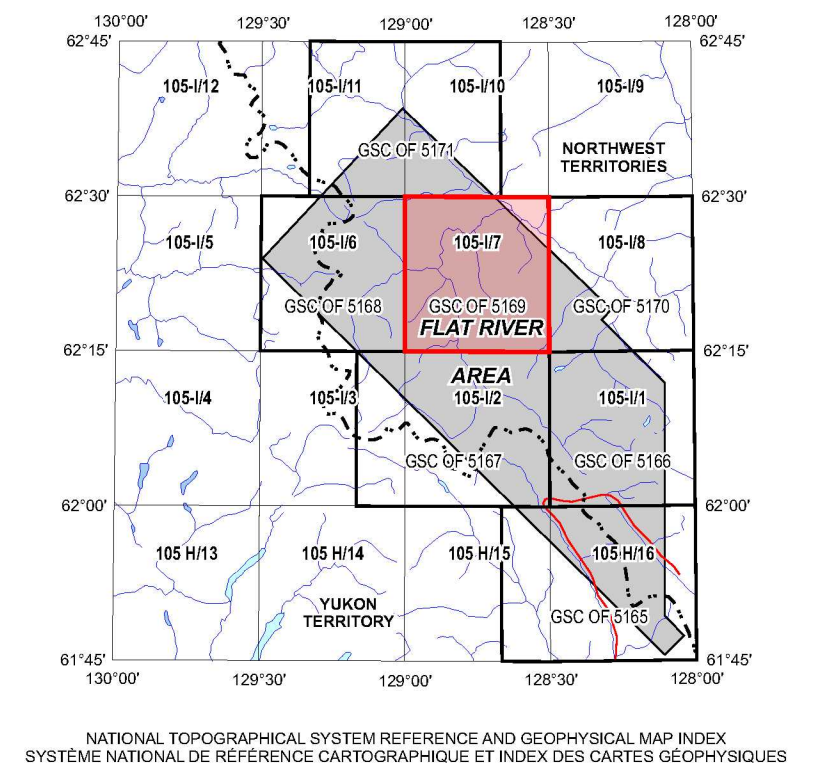 130°00' 129°30' 129°00' 128°30' 128°00'
62°45' 62°45'
105-I/12 105-I/11 105-I/10 105-I/9
GSC OF 5171
NORTHWEST
TERRITORIES
62°30' 62°30'
105-I/5 105-I/6 105-I/7 105-I/8
GSC OF 5168 GSC OF 5169 GSC OF 5170
FLAT RIVER
62°15' 62°15'
AREA
105-I/4 105-I/3 105-I/2 105-I/1
GSC OF 5167 GSC OF 5166
62°00' 62°00'
105 H/13 105 H/14 105 H/15 105 H/16
YUKON
TERRITORY
GSC OF 5165
61°45' 61°45'
130°00' 129°30' 129°00' 128°30' 128°00'
NATIONAL TOPOGRAPHICAL SYSTEM REFERENCE AND GEOPHYSICAL MAP INDEX
SYSTÈME NATIONAL DE RÉFÉRENCE CARTOGRAPHIQUE ET INDEX DES CARTES GÉOPHYSIQUES